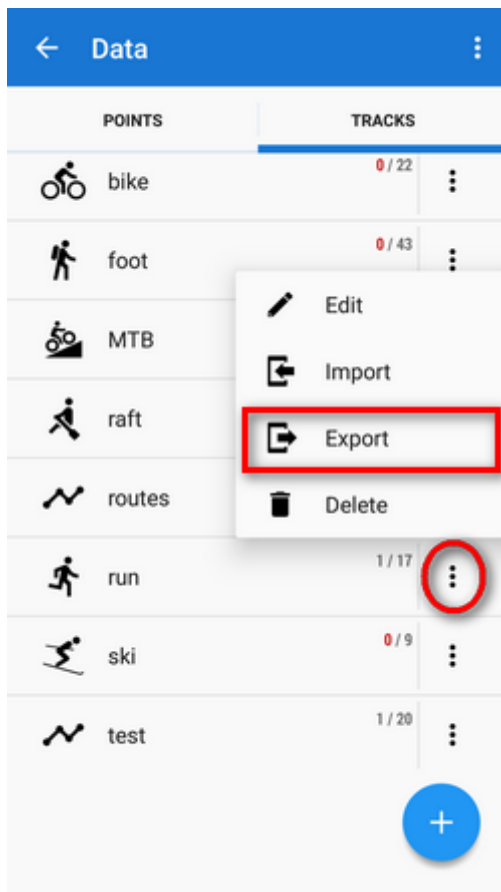 Data
POINTS
TRACKS
bike
0 / 22
foot
0 / 43
Edit
MTB
Import
raft
Export
routes
Delete
run
1 / 17
ski
0 / 9
test
1 / 20